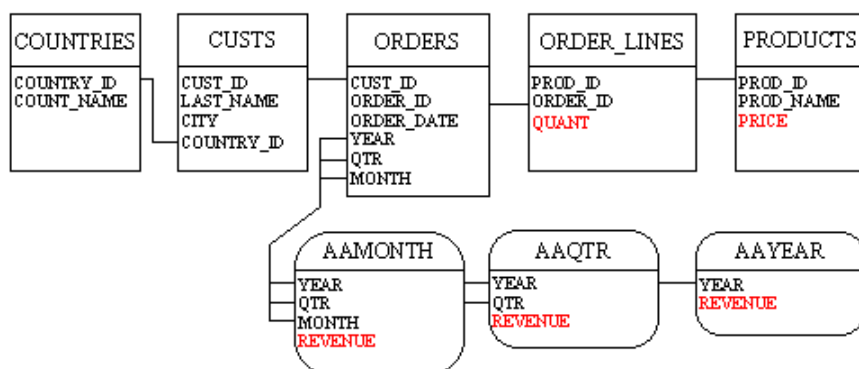 COUNTRIES
COUNTRY_ID
COUNT_NAME
CUSTS
CUST_ID
LAST_NAME
CITY
COUNTRY_ID
ORDERS
CUST_ID
ORDER_ID
ORDER_DATE
YEAR
QTR
MONTH
ORDER_LINES
PROD_ID
ORDER_ID
QUANT
PRODUCTS
PROD_ID
PROD_NAME
PRICE
AAMONTH
YEAR
QTR
MONTH
REVENUE
AAQTR
YEAR
QTR
REVENUE
AAYEAR
YEAR
REVENUE